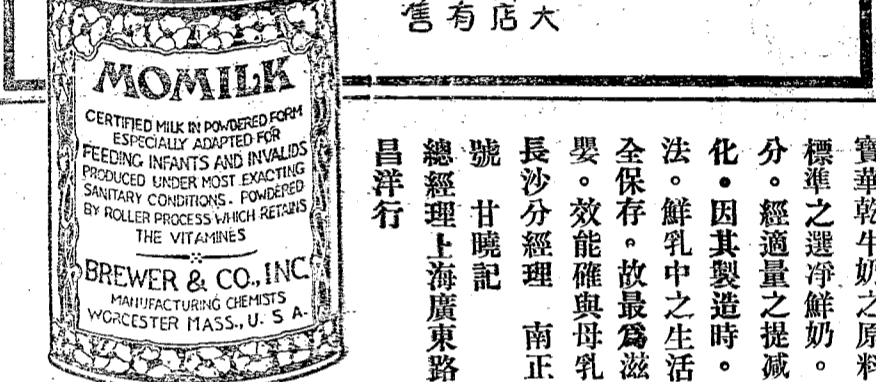 大店有售
MOMILK
CERTIFIED MILK IN POWDERED FORM
ESPECIALLY ADAPTED FOR
FEEDING INFANTS AND INVALIDS
PRODUCED UNDER MOST EXACTING
SANITARY CONDITIONS. POWDERED
BY ROLLER PROCESS WHICH RETAINS
THE VITAMINES
BREWER & CO., INC.
MANUFACTURING CHEMISTS
WORCESTER MASS., U. S. A.
寶華乾牛奶之原料
標準之選凈鮮奶。
分。經適量之提减
化。因其製造時。
法。鮮乳中之生活
全保存。故最爲滋
嬰。效能確與母乳
長沙分經理 南正
號 甘曉記
總經理上海廣東路
昌洋行